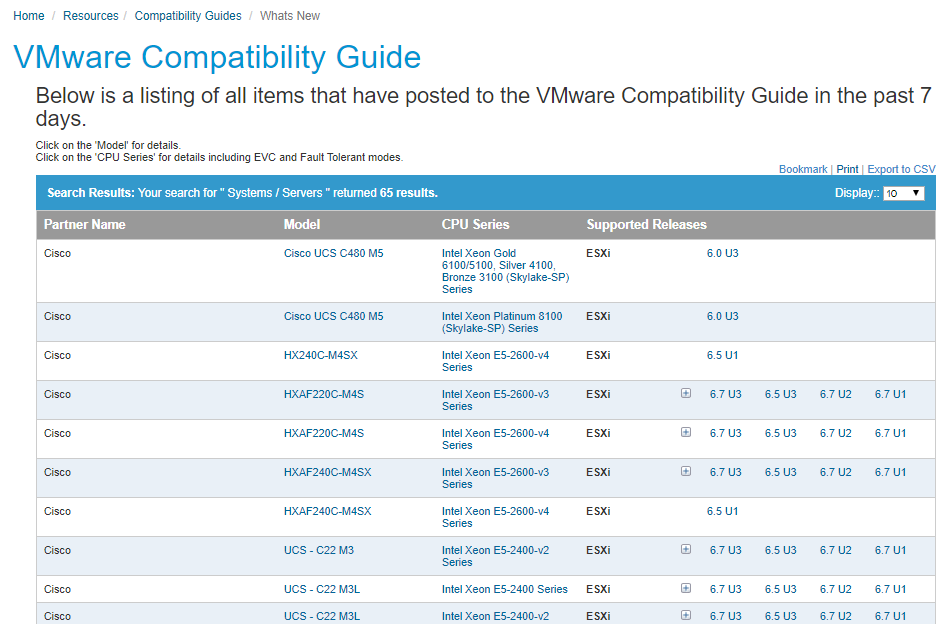 Home / Resources / Compatibility Guides / Whats New
VMware Compatibility Guide
Below is a listing of all items that have posted to the VMware Compatibility Guide in the past 7
days.
Click on the 'Model' for details.
Click on the 'CPU Series' for details including EVC and Fault Tolerant modes.
Bookmark | Print | Export to CSV
Search Results: Your search for " Systems / Servers " returned 65 results. Display:: 10
Partner Name Model CPU Series Supported Releases
Cisco Cisco UCS C480 M5 Intel Xeon Gold ESXi 6.0 U3
6100/5100, Silver 4100,
Bronze 3100 (Skylake-SP)
Series
Cisco Cisco UCS C480 M5 Intel Xeon Platinum 8100 ESXi 6.0 U3
(Skylake-SP) Series
Cisco HX240C-M4SX Intel Xeon E5-2600-v4 ESXi 6.5 U1
Series
Cisco HXAF220C-M4S Intel Xeon E5-2600-v3 ESXi 6.7 U3 6.5 U3 6.7 U2 6.7 U1
Series
Cisco HXAF220C-M4S Intel Xeon E5-2600-v4 ESXi 6.7 U3 6.5 U3 6.7 U2 6.7 U1
Series
Cisco HXAF240C-M4SX Intel Xeon E5-2600-v3 ESXi 6.7 U3 6.5 U3 6.7 U2 6.7 U1
Series
Cisco HXAF240C-M4SX Intel Xeon E5-2600-v4 ESXi 6.5 U1
Series
Cisco UCS - C22 M3 Intel Xeon E5-2400-v2 ESXi 6.7 U3 6.5 U3 6.7 U2 6.7 U1
Series
Cisco UCS - C22 M3L Intel Xeon E5-2400 Series ESXi 6.7 U3 6.5 U3 6.7 U2 6.7 U1
Cisco UCS - C22 M3L Intel Xeon E5-2400-v2 ESXi 6.7 U3 6.5 U3 6.7 U2 6.7 U1